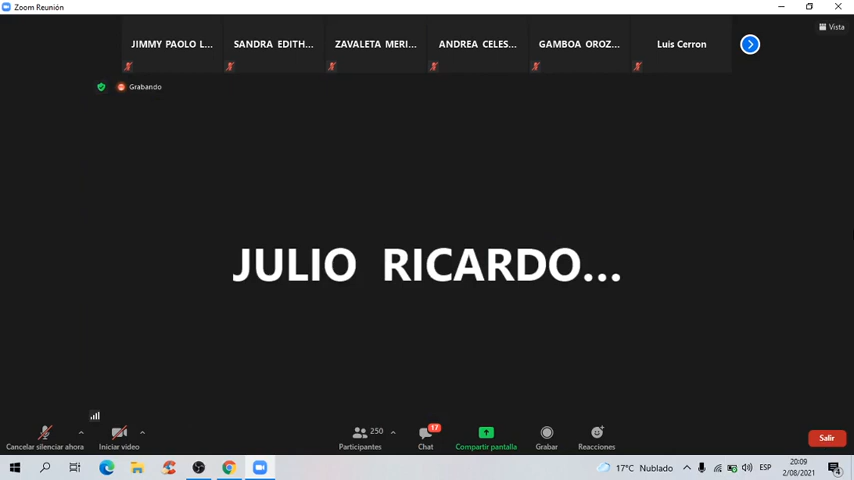 Zoom Reunión
Vista
JIMMY PAOLO L... SANDRA EDITH... ZAVALETA MERI... ANDREA CELES... GAMBOA OROZ... Luis Cerron
Grabando
JULIO RICARDO...
250
17
Cancelar silenciar ahora Iniciar video Participantes Chat Compartir pantalla Grabar Reacciones Salir
17°C Nublado ESP
20:09
2/08/2021
4